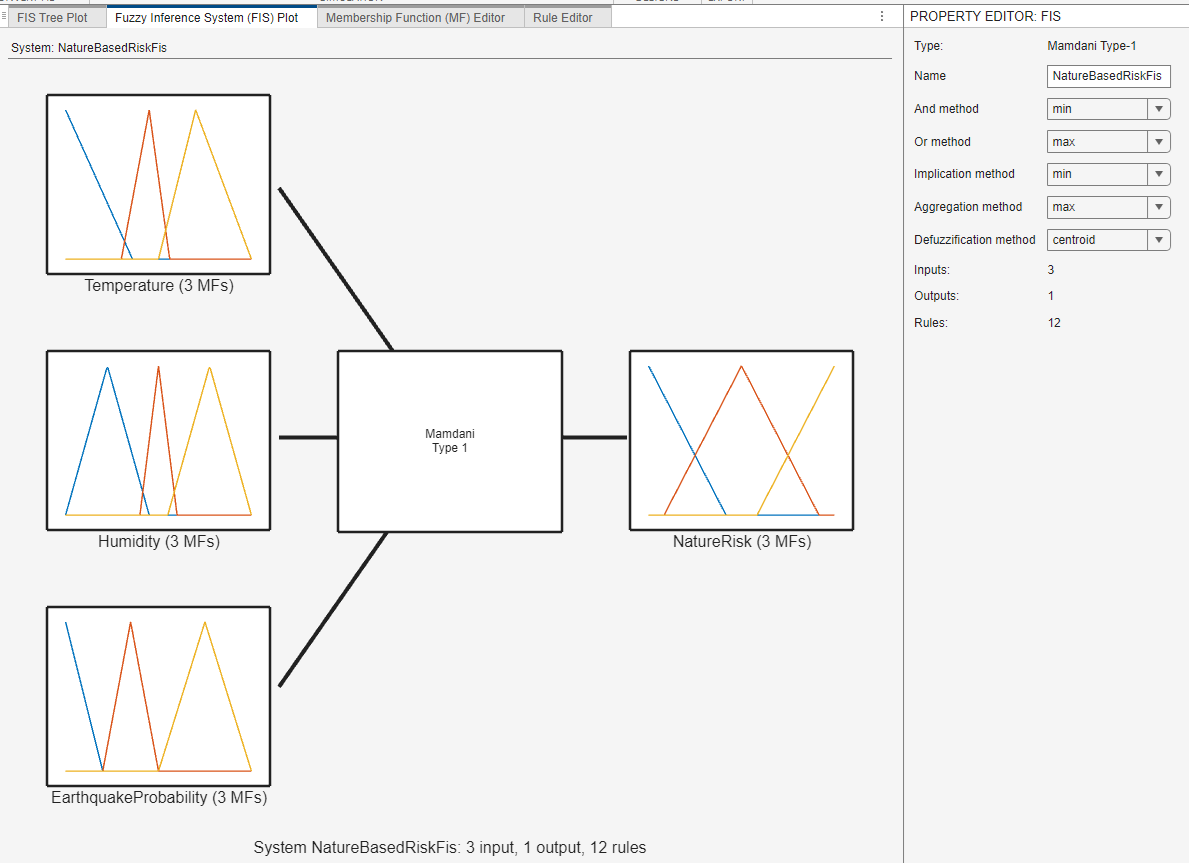 FIS Tree Plot
Fuzzy Inference System (FIS) Plot
Membership Function (MF) Editor
Rule Editor
System: NatureBasedRiskFis
Temperature (3 MFs)
Humidity (3 MFs)
EarthquakeProbability (3 MFs)
Mamdani
Type 1
NatureRisk (3 MFs)
System NatureBasedRiskFis: 3 input, 1 output, 12 rules
PROPERTY EDITOR: FIS
Type: Mamdani Type-1
Name NatureBasedRiskFis
And method min
Or method max
Implication method min
Aggregation method max
Defuzzification method centroid
Inputs: 3
Outputs: 1
Rules: 12